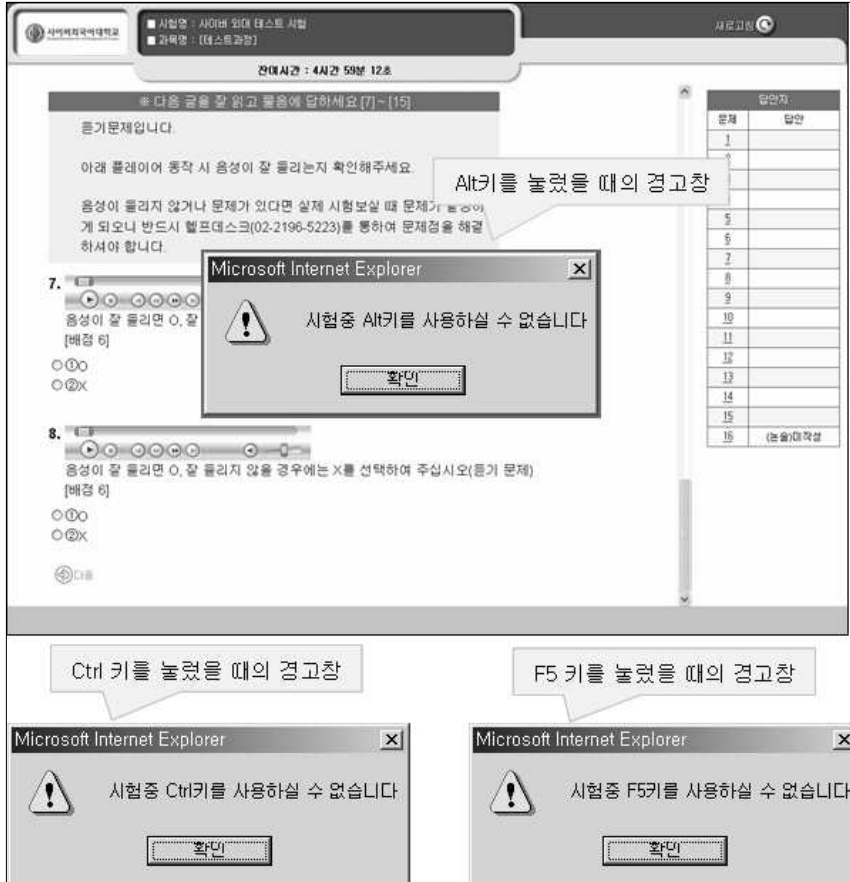 사이버외국어대학교
■ 시험명 : 사이버 외대 테스트 시험
■ 과목명 : [테스트과정]
새로고침
잔여시간 : 4시간 59분 12초
※ 다음 글을 잘 읽고 물음에 답하세요.[7] ~ [15]
듣기문제입니다.
아래 플레이어 동작 시 음성이 잘 들리는지 확인해주세요.
음성이 들리지 않거나 문제가 있다면 실제 시험보실 때 문제가
게 되오니 반드시 헬프데스크(02-2196-5223)를 통하여 문제점을 해결
하셔야 합니다.
Alt키를 눌렀을 때의 경고창
7.
음성이 잘 들리면 O, 잘
[배점 6]
①O
②X
Microsoft Internet Explorer
시험중 Alt키를 사용하실 수 없습니다
확인
8.
음성이 잘 들리면 O, 잘 들리지 않을 경우에는 X를 선택하여 주십시오(듣기 문제)
[배점 6]
①O
②X
다음
답안지
문제 답안
1
5
6
7
8
9
10
11
12
13
14
15
16 (논술)미작성
Ctrl 키를 눌렀을 때의 경고창
F5 키를 눌렀을 때의 경고창
Microsoft Internet Explorer
시험중 Ctrl키를 사용하실 수 없습니다
확인
Microsoft Internet Explorer
시험중 F5키를 사용하실 수 없습니다
확인